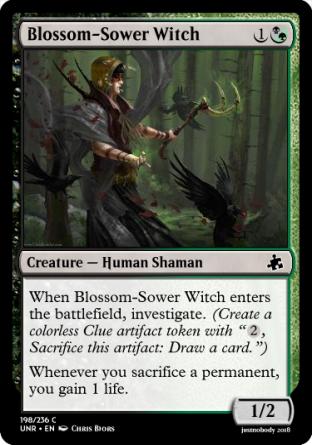 Blossom-Sower Witch 1
Creature — Human Shaman
When Blossom-Sower Witch enters
the battlefield, investigate. (Create a
colorless Clue artifact token with “2,
Sacrifice this artifact: Draw a card.”)
Whenever you sacrifice a permanent,
you gain 1 life.
1/2
198/236 C
UNR • EN Chris Bjors
justnobody 2018